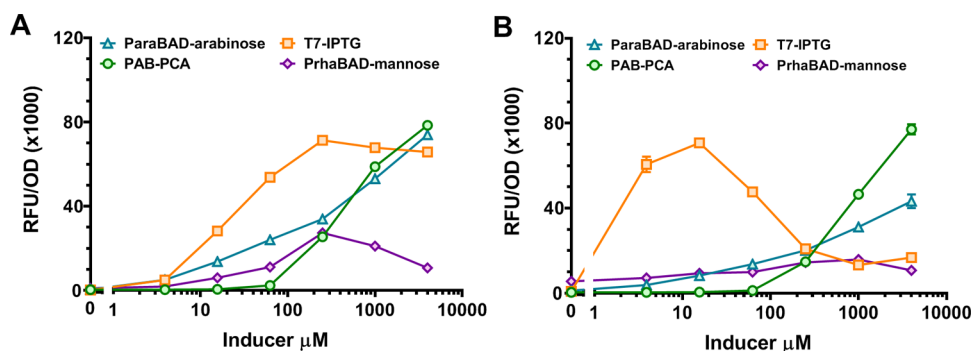 A
ParaBAD-arabinose
T7-IPTG
PAB-PCA
PrhaBAD-mannose
RFU/OD (x1000)
120
80
40
0
0
1
10
100
1000
10000
Inducer μM
B
ParaBAD-arabinose
T7-IPTG
PAB-PCA
PrhaBAD-mannose
RFU/OD (x1000)
120
80
40
0
0
1
10
100
1000
10000
Inducer μM